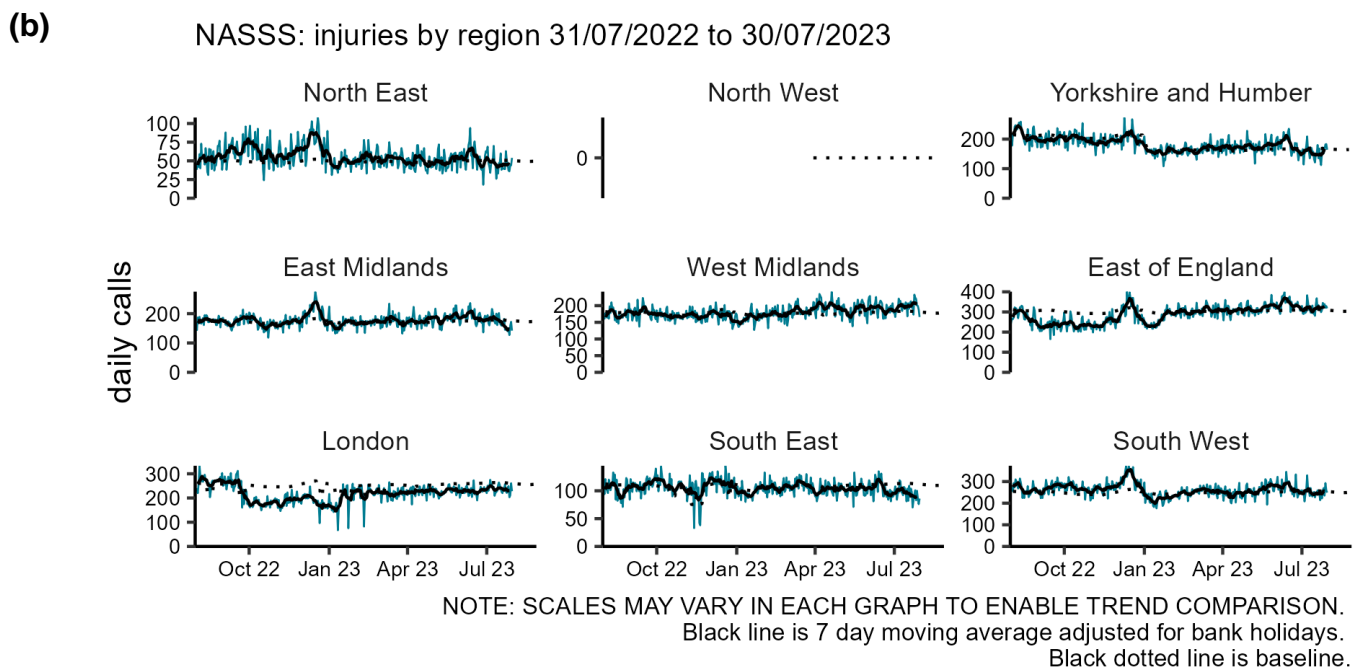 (b)
NASSS: injuries by region 31/07/2022 to 30/07/2023
North East
North West
Yorkshire and Humber
100
75
50
25
0
0
200
100
0
East Midlands
West Midlands
East of England
daily calls
200
100
0
200
150
100
50
0
400
300
200
100
0
London
South East
South West
300
200
100
0
100
50
0
300
200
100
0
Oct 22 Jan 23 Apr 23 Jul 23
Oct 22 Jan 23 Apr 23 Jul 23
Oct 22 Jan 23 Apr 23 Jul 23
NOTE: SCALES MAY VARY IN EACH GRAPH TO ENABLE TREND COMPARISON.
Black line is 7 day moving average adjusted for bank holidays.
Black dotted line is baseline.